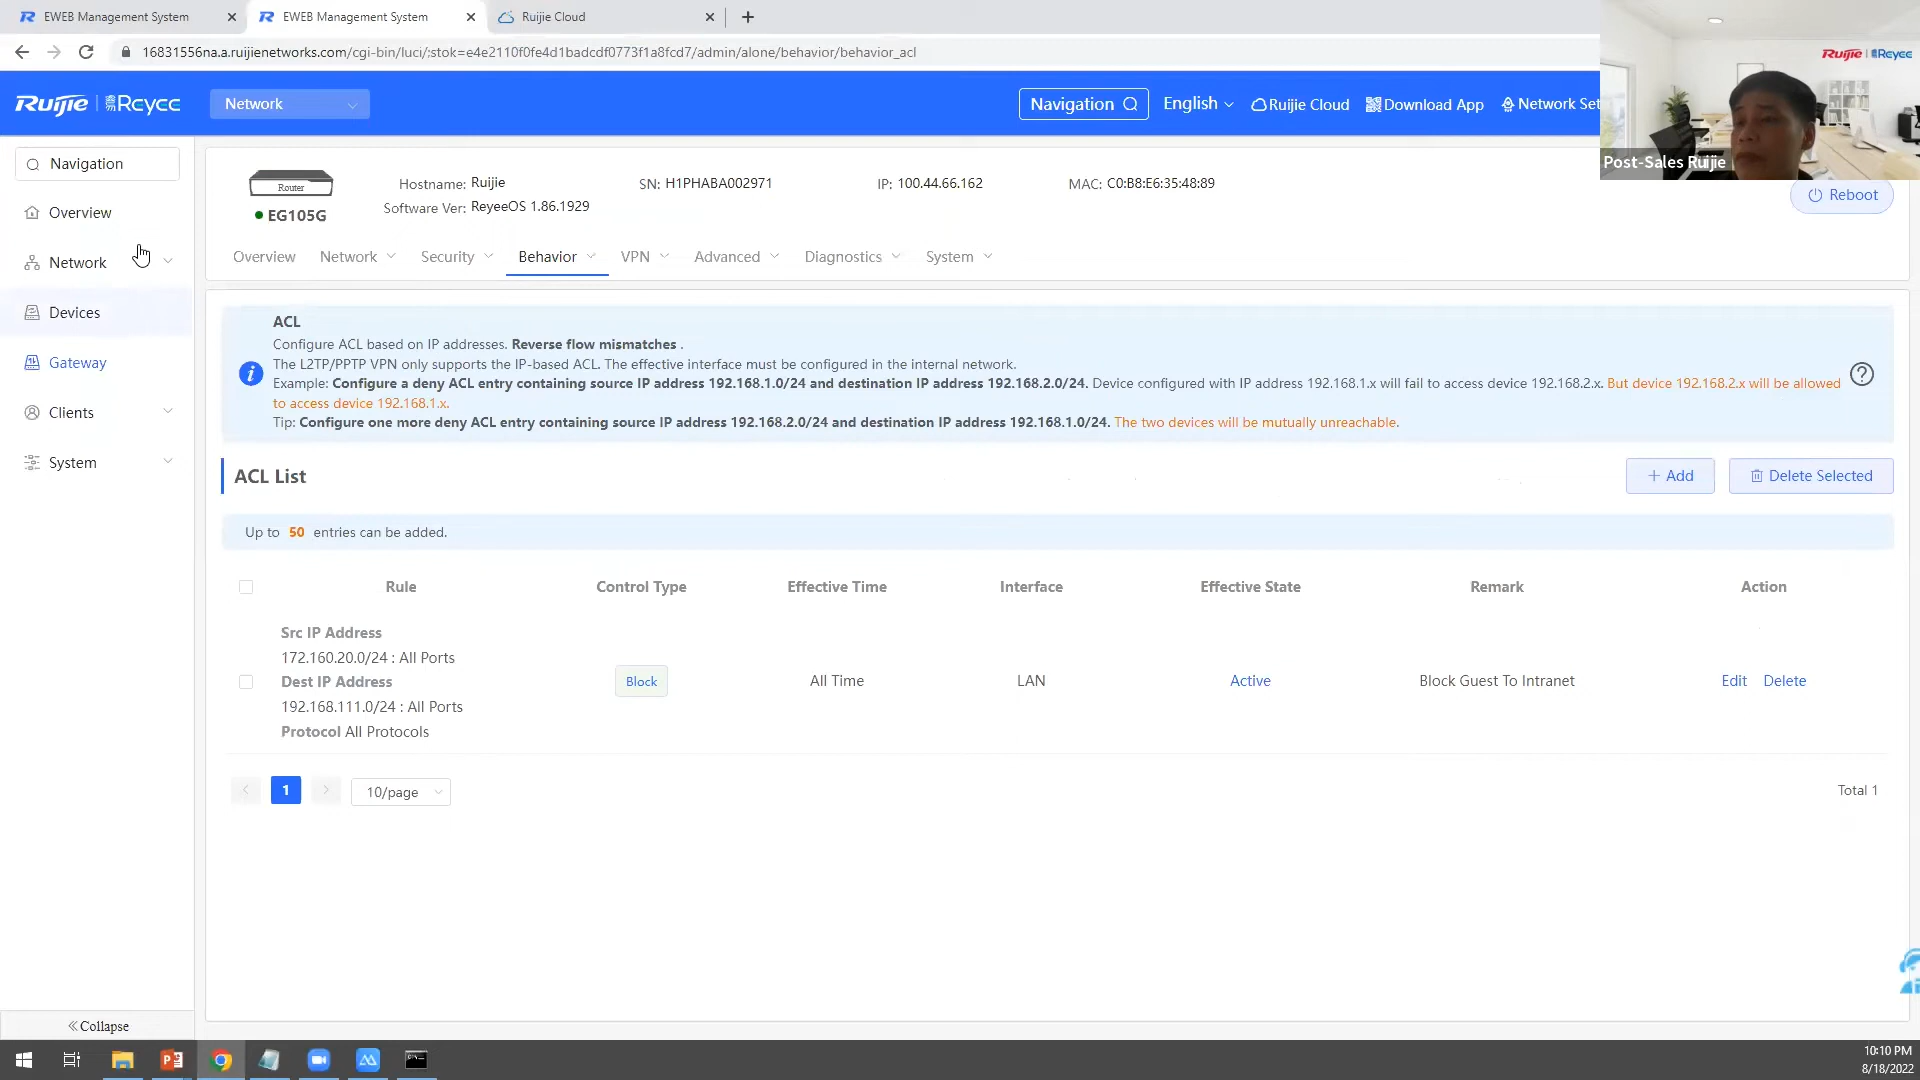 EWEB Management System
EWEB Management System
Ruijie Cloud
16831556na.a.ruijienetworks.com/cgi-bin/luci/;stok=e4e2110f0fe4d1badcdf0773f1a8fcd7/admin/alone/behavior/behavior_acl
Ruijie | Reyee
Ruijie | Reyee
Network
Navigation
English
Ruijie Cloud
Download App
Network Set
Post-Sales Ruijie
Navigation
Overview
Network
Devices
Gateway
Clients
System
Collapse
Router
EG105G
Hostname: Ruijie
SN: H1PHABA002971
IP: 100.44.66.162
MAC: C0:B8:E6:35:48:89
Software Ver: ReyeeOS 1.86.1929
Reboot
Overview
Network
Security
Behavior
VPN
Advanced
Diagnostics
System
ACL
Configure ACL based on IP addresses. Reverse flow mismatches .
The L2TP/PPTP VPN only supports the IP-based ACL. The effective interface must be configured in the internal network.
Example: Configure a deny ACL entry containing source IP address 192.168.1.0/24 and destination IP address 192.168.2.0/24. Device configured with IP address 192.168.1.x will fail to access device 192.168.2.x. But device 192.168.2.x will be allowed
to access device 192.168.1.x.
Tip: Configure one more deny ACL entry containing source IP address 192.168.2.0/24 and destination IP address 192.168.1.0/24. The two devices will be mutually unreachable.
ACL List
+ Add
Delete Selected
Up to 50 entries can be added.
Rule
Control Type
Effective Time
Interface
Effective State
Remark
Action
Src IP Address
172.160.20.0/24 : All Ports
Dest IP Address
192.168.111.0/24 : All Ports
Protocol All Protocols
Block
All Time
LAN
Active
Block Guest To Intranet
Edit
Delete
1
10/page
Total 1
10:10 PM
8/18/2022